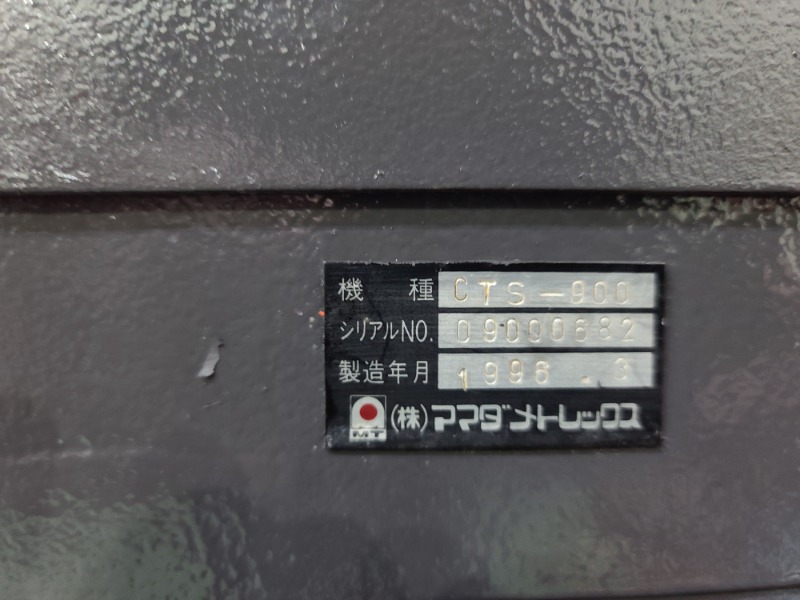 機種 CTS-900
シリアルNO. 09090682
製造年月 1996.3
MT (株)アマダメトレックス